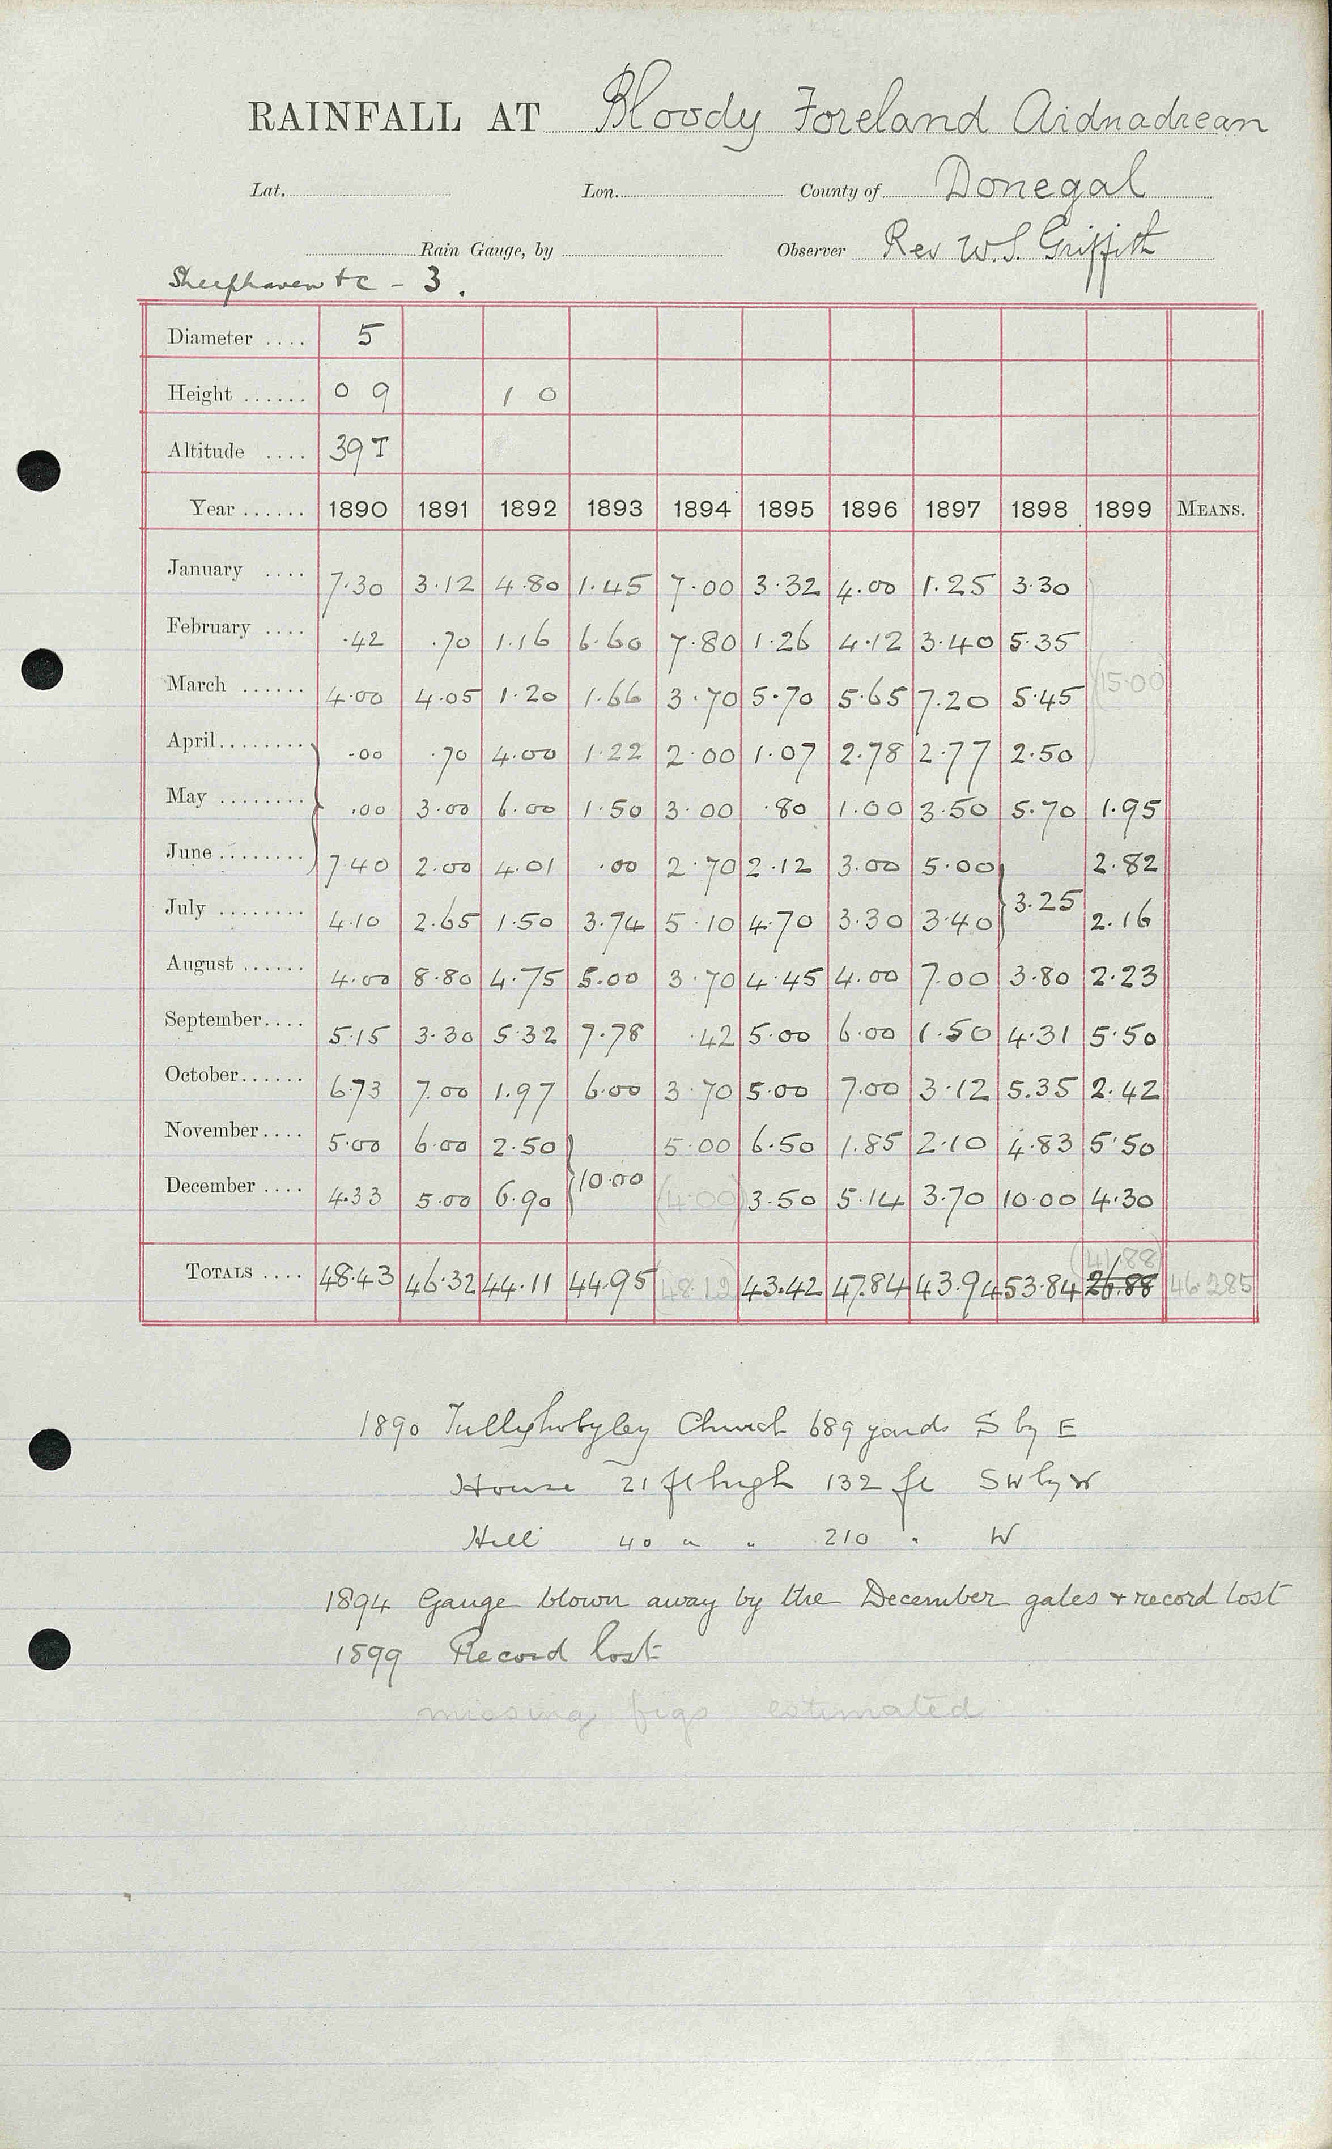 RAINFALL AT Bloody Foreland Aidnadrean
Lat. Lon. County of Donegal
Rain Gauge, by Observer Rev W.S. Griffith
Sheephaven &c - 3.
Diameter .... 5
Height ...... 0 9 1 0
Altitude .... 39 T
Year ...... 1890 1891 1892 1893 1894 1895 1896 1897 1898 1899 MEANS.
January .... 7.30 3.12 4.80 1.45 7.00 3.32 4.00 1.25 3.30
February .... .42 .70 1.16 6.60 7.80 1.26 4.12 3.40 5.35
March ...... 4.00 4.05 1.20 1.66 3.70 5.70 5.65 7.20 5.45 (15.00)
April........ .00 .70 4.00 1.22 2.00 1.07 2.78 2.77 2.50
May ........ .00 3.00 6.00 1.50 3.00 .80 1.00 3.50 5.70 1.95
June ........ 7.40 2.00 4.01 .00 2.70 2.12 3.00 5.00 2.82
July ........ 4.10 2.65 1.50 3.74 5.10 4.70 3.30 3.40 3.25 2.16
August ...... 4.00 8.80 4.75 5.00 3.70 4.45 4.00 7.00 3.80 2.23
September.... 5.15 3.30 5.32 7.78 .42 5.00 6.00 1.50 4.31 5.50
October...... 6.73 7.00 1.97 6.00 3.70 5.00 7.00 3.12 5.35 2.42
November.... 5.00 6.00 2.50 5.00 6.50 1.85 2.10 4.83 5.50
December .... 4.33 5.00 6.90 10.00 (4.00) 3.50 5.14 3.70 10.00 4.30
(41.88)
TOTALS .... 48.43 46.32 44.11 44.95 (48.12) 43.42 47.84 43.94 53.84 26.88 46.285
1890 Church 689 yards S by E
House 21 ft high 132 ft SW by W
Hill 40 " " 210 " W
1894 Gauge blown away by the December gales & record lost
1899 Record lost
missing figs estimated